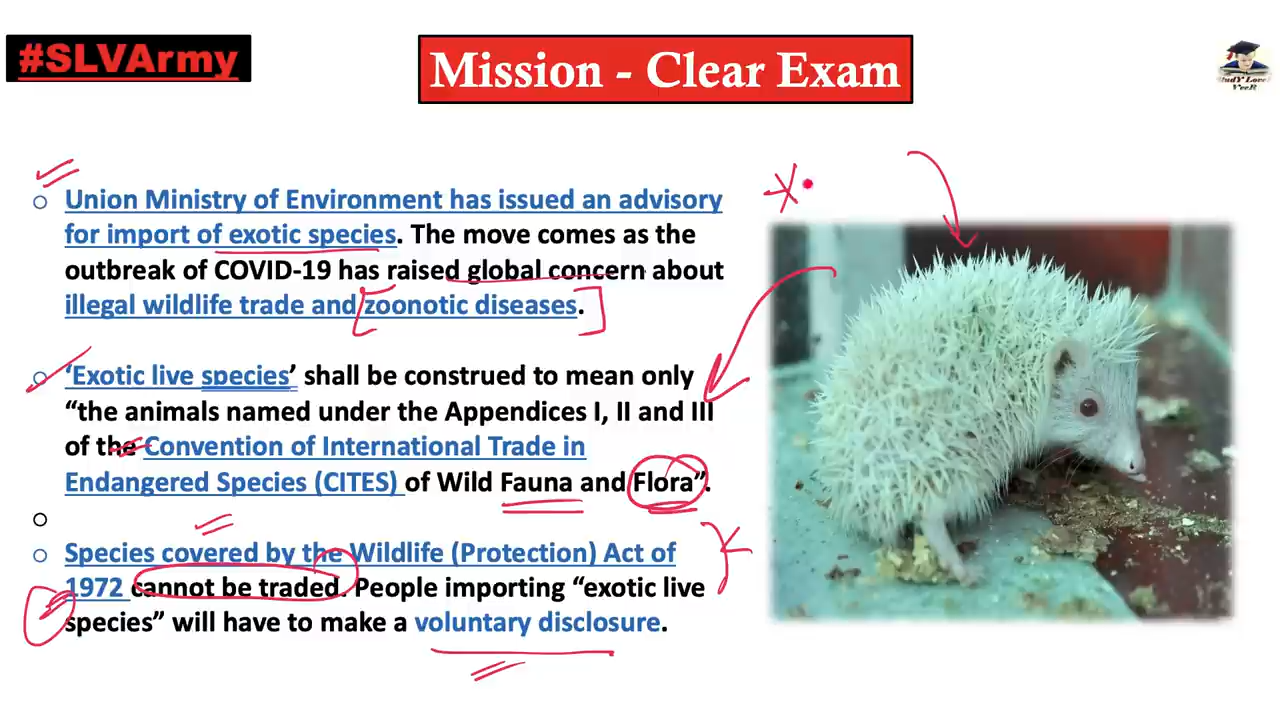 #SLVArmy
Mission - Clear Exam
StudY Lover
VeeR
Union Ministry of Environment has issued an advisory
for import of exotic species. The move comes as the
outbreak of COVID-19 has raised global concern about
illegal wildlife trade and zoonotic diseases.
‘Exotic live species’ shall be construed to mean only
“the animals named under the Appendices I, II and III
of the Convention of International Trade in
Endangered Species (CITES) of Wild Fauna and Flora”.
Species covered by the Wildlife (Protection) Act of
1972 cannot be traded. People importing “exotic live
species” will have to make a voluntary disclosure.